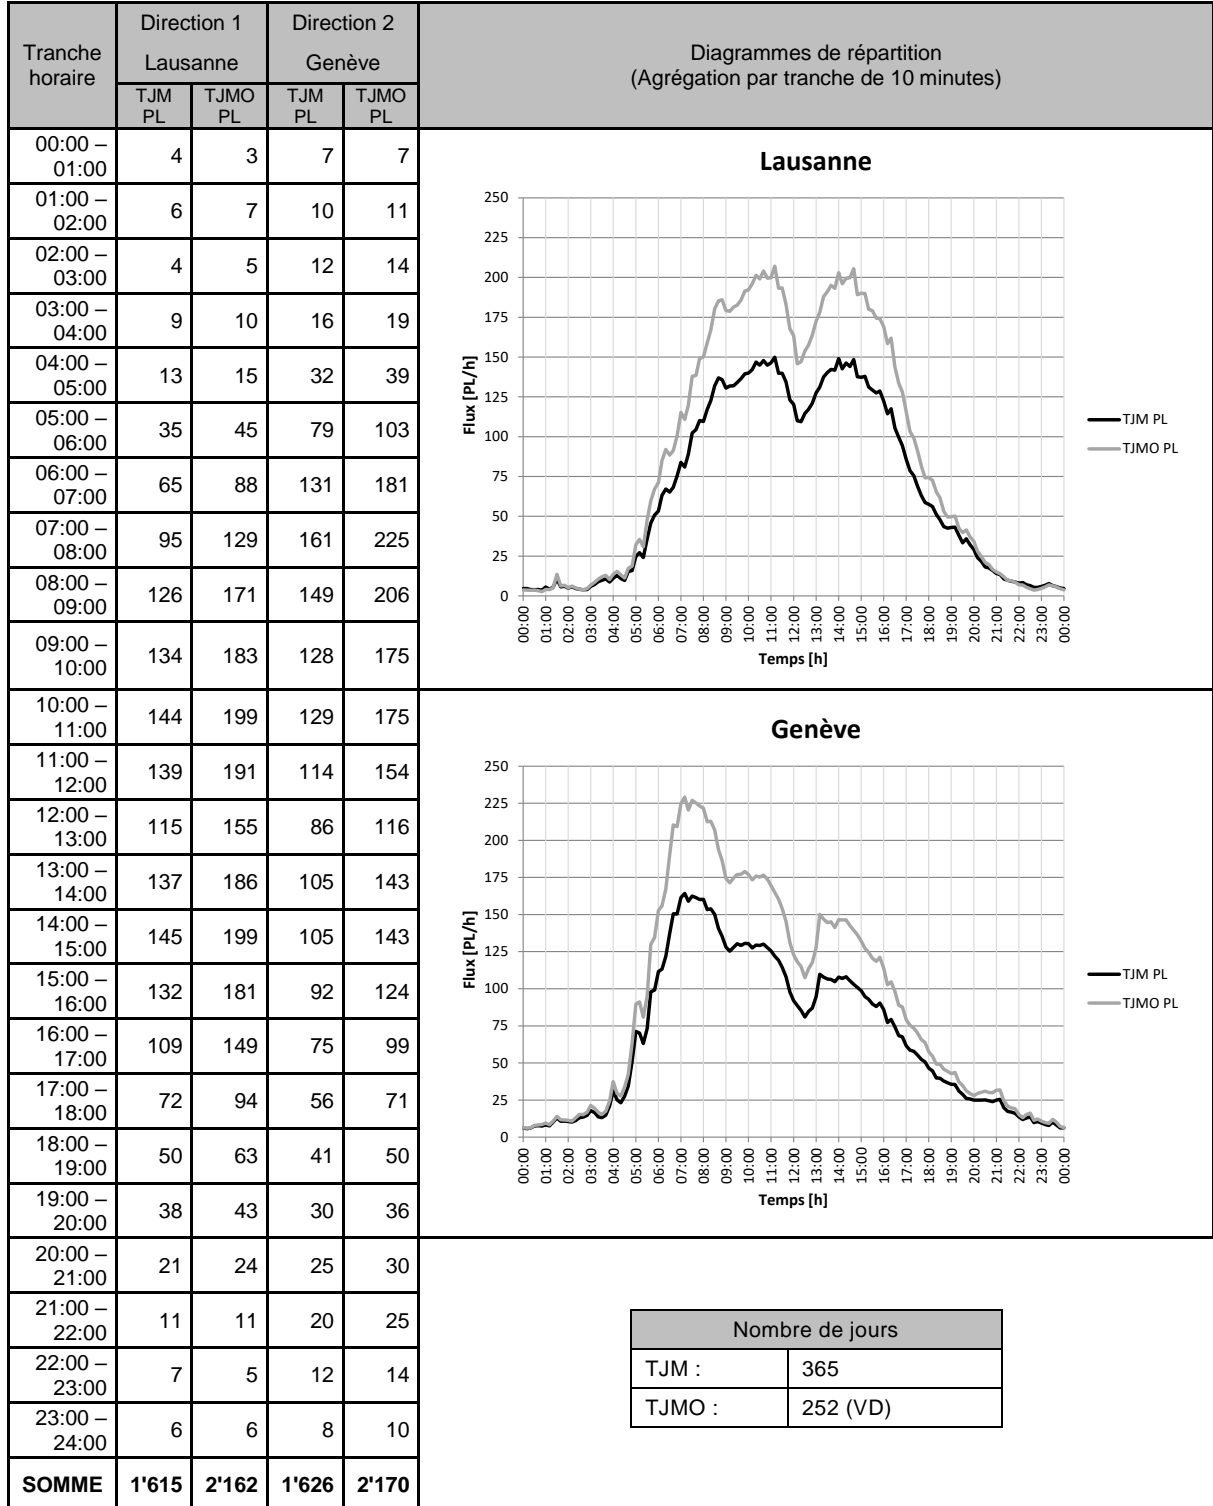 Tranche horaire
Direction 1
Direction 2
Diagrammes de répartition
(Agrégation par tranche de 10 minutes)
Lausanne
Genève
TJM PL
TJMO PL
TJM PL
TJMO PL
00:00 – 01:00 4 3 7 7
01:00 – 02:00 6 7 10 11
02:00 – 03:00 4 5 12 14
03:00 – 04:00 9 10 16 19
04:00 – 05:00 13 15 32 39
05:00 – 06:00 35 45 79 103
06:00 – 07:00 65 88 131 181
07:00 – 08:00 95 129 161 225
08:00 – 09:00 126 171 149 206
09:00 – 10:00 134 183 128 175
10:00 – 11:00 144 199 129 175
11:00 – 12:00 139 191 114 154
12:00 – 13:00 115 155 86 116
13:00 – 14:00 137 186 105 143
14:00 – 15:00 145 199 105 143
15:00 – 16:00 132 181 92 124
16:00 – 17:00 109 149 75 99
17:00 – 18:00 72 94 56 71
18:00 – 19:00 50 63 41 50
19:00 – 20:00 38 43 30 36
20:00 – 21:00 21 24 25 30
21:00 – 22:00 11 11 20 25
22:00 – 23:00 7 5 12 14
23:00 – 24:00 6 6 8 10
SOMME 1'615 2'162 1'626 2'170
Lausanne
250
225
200
175
150
125
100
75
50
25
0
Flux [PL/h]
00:00 01:00 02:00 03:00 04:00 05:00 06:00 07:00 08:00 09:00 10:00 11:00 12:00 13:00 14:00 15:00 16:00 17:00 18:00 19:00 20:00 21:00 22:00 23:00 00:00
Temps [h]
TJM PL
TJMO PL
Genève
250
225
200
175
150
125
100
75
50
25
0
Flux [PL/h]
00:00 01:00 02:00 03:00 04:00 05:00 06:00 07:00 08:00 09:00 10:00 11:00 12:00 13:00 14:00 15:00 16:00 17:00 18:00 19:00 20:00 21:00 22:00 23:00 00:00
Temps [h]
TJM PL
TJMO PL
Nombre de jours
TJM : 365
TJMO : 252 (VD)